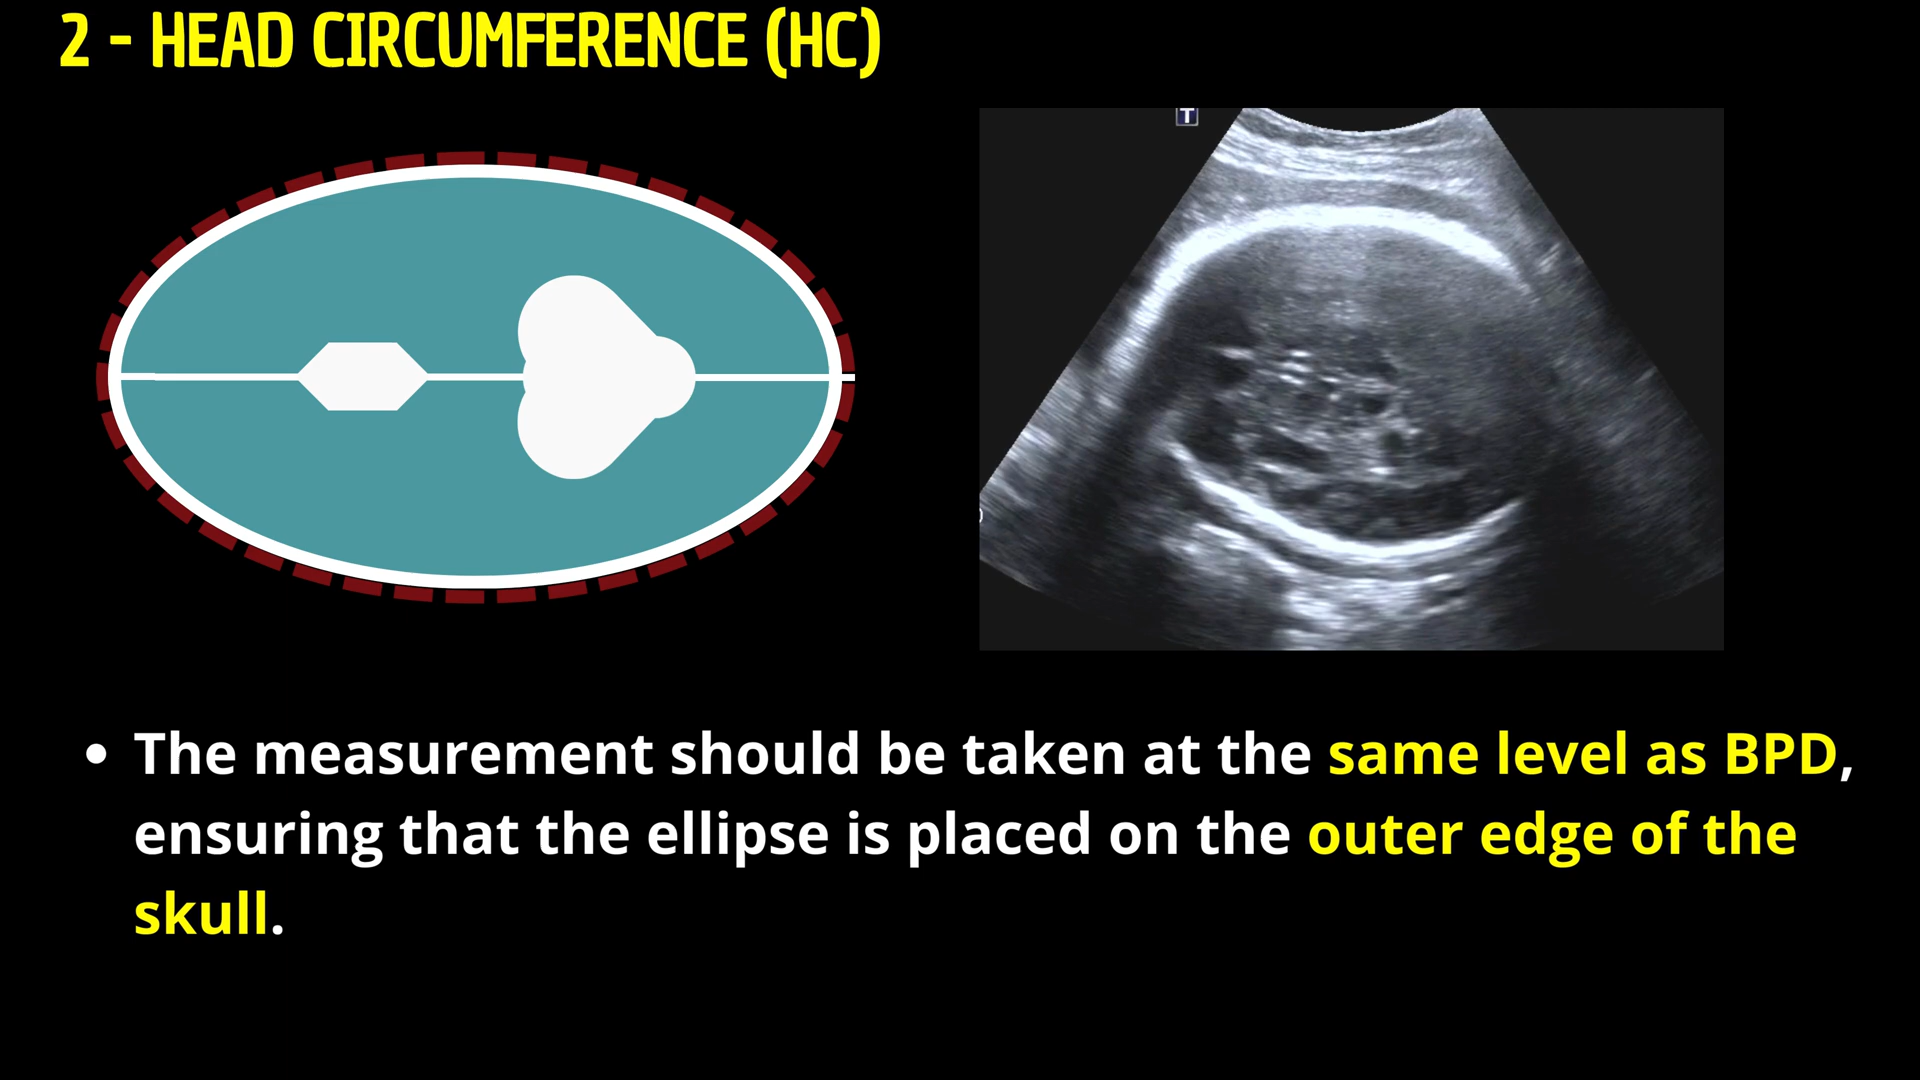 2 - HEAD CIRCUMFERENCE (HC)
T
• The measurement should be taken at the same level as BPD,
ensuring that the ellipse is placed on the outer edge of the
skull.